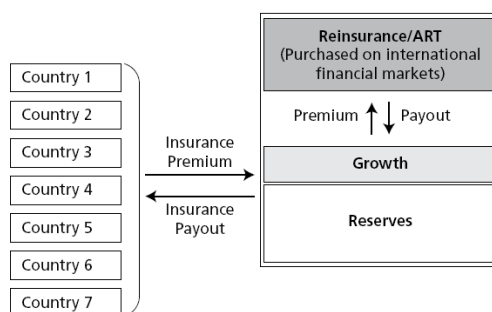 Country 1
Country 2
Country 3
Country 4
Country 5
Country 6
Country 7
Insurance
Premium
Insurance
Payout
Reinsurance/ART
(Purchased on international
financial markets)
Premium
Payout
Growth
Reserves